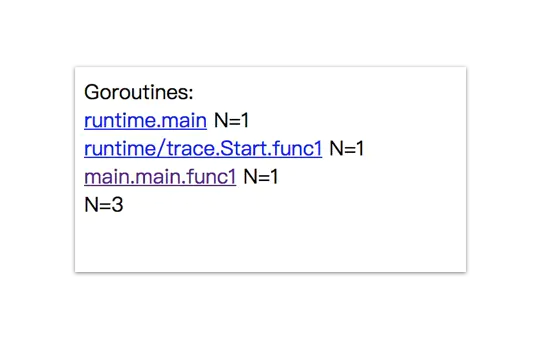 Goroutines:
runtime.main N=1
runtime/trace.Start.func1 N=1
main.main.func1 N=1
N=3